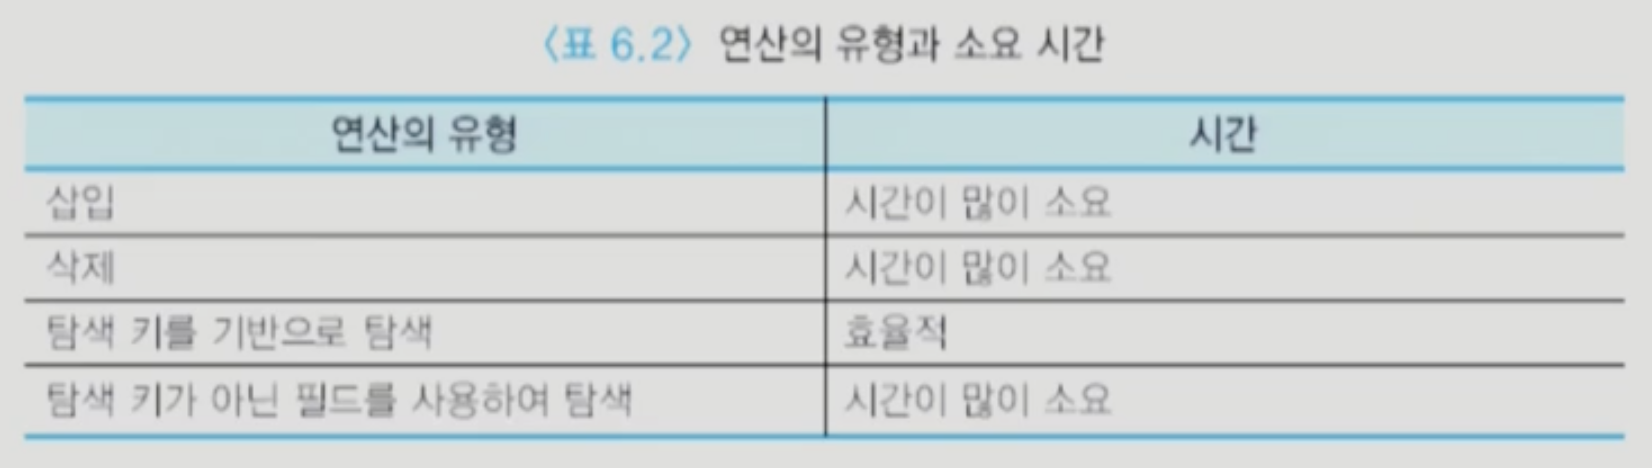 〈표 6.2〉 연산의 유형과 소요 시간
연산의 유형 시간
삽입 시간이 많이 소요
삭제 시간이 많이 소요
탐색 키를 기반으로 탐색 효율적
탐색 키가 아닌 필드를 사용하여 탐색 시간이 많이 소요